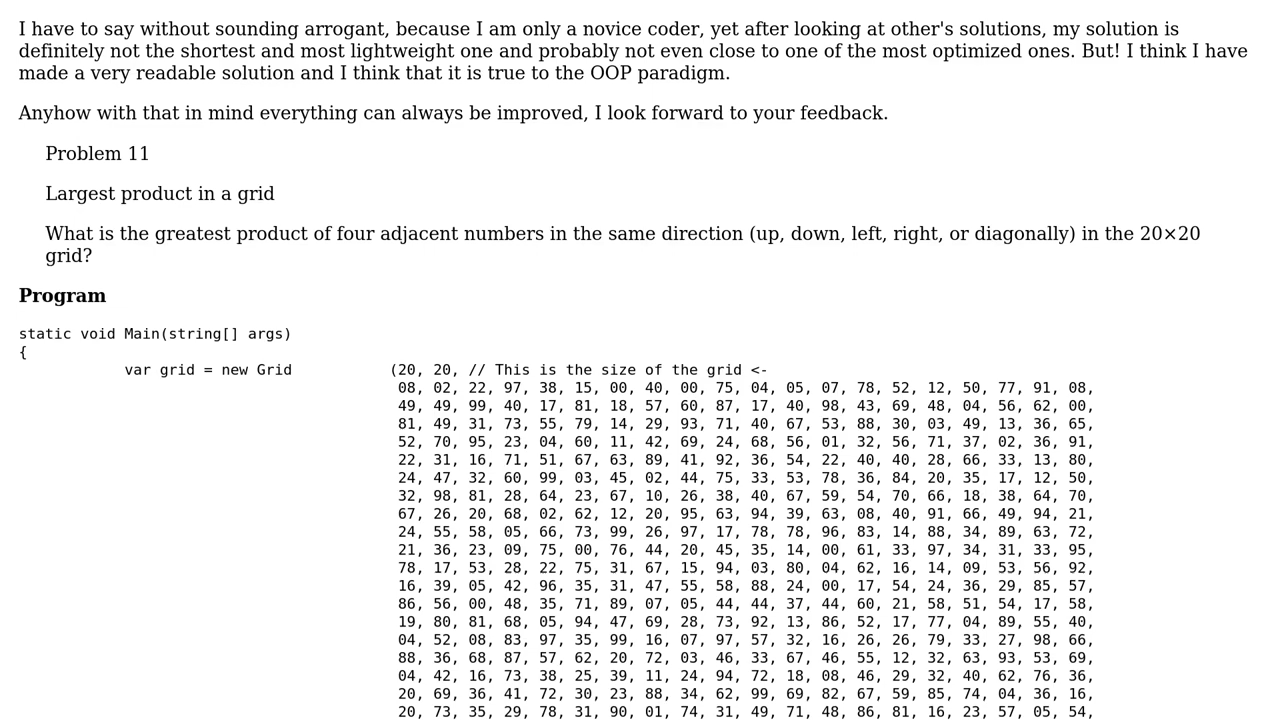 I have to say without sounding arrogant, because I am only a novice coder, yet after looking at other's solutions, my solution is
definitely not the shortest and most lightweight one and probably not even close to one of the most optimized ones. But! I think I have
made a very readable solution and I think that it is true to the OOP paradigm.
Anyhow with that in mind everything can always be improved, I look forward to your feedback.
Problem 11
Largest product in a grid
What is the greatest product of four adjacent numbers in the same direction (up, down, left, right, or diagonally) in the 20×20
grid?
Program
static void Main(string[] args)
{
var grid = new Grid (20, 20, // This is the size of the grid <-
08, 02, 22, 97, 38, 15, 00, 40, 00, 75, 04, 05, 07, 78, 52, 12, 50, 77, 91, 08,
49, 49, 99, 40, 17, 81, 18, 57, 60, 87, 17, 40, 98, 43, 69, 48, 04, 56, 62, 00,
81, 49, 31, 73, 55, 79, 14, 29, 93, 71, 40, 67, 53, 88, 30, 03, 49, 13, 36, 65,
52, 70, 95, 23, 04, 60, 11, 42, 69, 24, 68, 56, 01, 32, 56, 71, 37, 02, 36, 91,
22, 31, 16, 71, 51, 67, 63, 89, 41, 92, 36, 54, 22, 40, 40, 28, 66, 33, 13, 80,
24, 47, 32, 60, 99, 03, 45, 02, 44, 75, 33, 53, 78, 36, 84, 20, 35, 17, 12, 50,
32, 98, 81, 28, 64, 23, 67, 10, 26, 38, 40, 67, 59, 54, 70, 66, 18, 38, 64, 70,
67, 26, 20, 68, 02, 62, 12, 20, 95, 63, 94, 39, 63, 08, 40, 91, 66, 49, 94, 21,
24, 55, 58, 05, 66, 73, 99, 26, 97, 17, 78, 78, 96, 83, 14, 88, 34, 89, 63, 72,
21, 36, 23, 09, 75, 00, 76, 44, 20, 45, 35, 14, 00, 61, 33, 97, 34, 31, 33, 95,
78, 17, 53, 28, 22, 75, 31, 67, 15, 94, 03, 80, 04, 62, 16, 14, 09, 53, 56, 92,
16, 39, 05, 42, 96, 35, 31, 47, 55, 58, 88, 24, 00, 17, 54, 24, 36, 29, 85, 57,
86, 56, 00, 48, 35, 71, 89, 07, 05, 44, 44, 37, 44, 60, 21, 58, 51, 54, 17, 58,
19, 80, 81, 68, 05, 94, 47, 69, 28, 73, 92, 13, 86, 52, 17, 77, 04, 89, 55, 40,
04, 52, 08, 83, 97, 35, 99, 16, 07, 97, 57, 32, 16, 26, 26, 79, 33, 27, 98, 66,
88, 36, 68, 87, 57, 62, 20, 72, 03, 46, 33, 67, 46, 55, 12, 32, 63, 93, 53, 69,
04, 42, 16, 73, 38, 25, 39, 11, 24, 94, 72, 18, 08, 46, 29, 32, 40, 62, 76, 36,
20, 69, 36, 41, 72, 30, 23, 88, 34, 62, 99, 69, 82, 67, 59, 85, 74, 04, 36, 16,
20, 73, 35, 29, 78, 31, 90, 01, 74, 31, 49, 71, 48, 86, 81, 16, 23, 57, 05, 54,